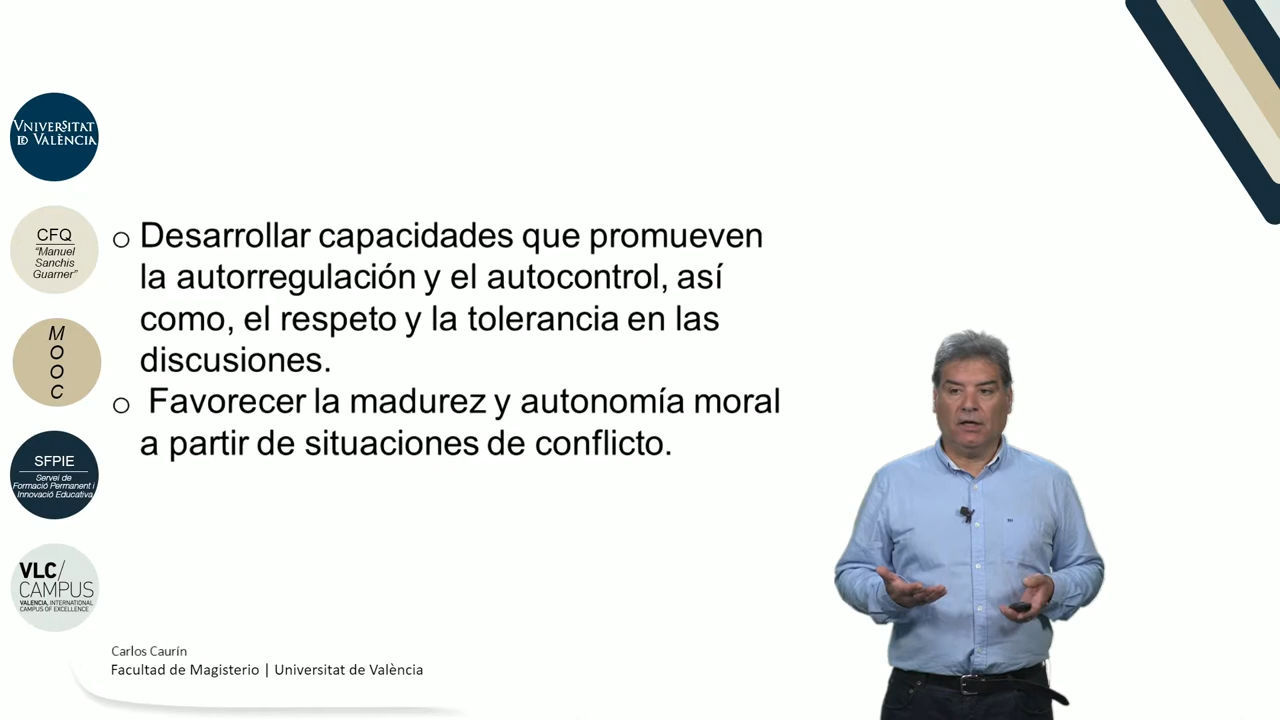 VNIVERSITAT
ID VALÈNCIA
CFQ
"Manuel
Sanchis
Guarner"
M
O
O
C
SFPIE
Servei de
Formació Permanent i
Innovació Educativa
VLC/
CAMPUS
VALENCIA, INTERNATIONAL
CAMPUS OF EXCELLENCE
o Desarrollar capacidades que promueven
la autorregulación y el autocontrol, así
como, el respeto y la tolerancia en las
discusiones.
o Favorecer la madurez y autonomía moral
a partir de situaciones de conflicto.
Carlos Caurín
Facultad de Magisterio | Universitat de València